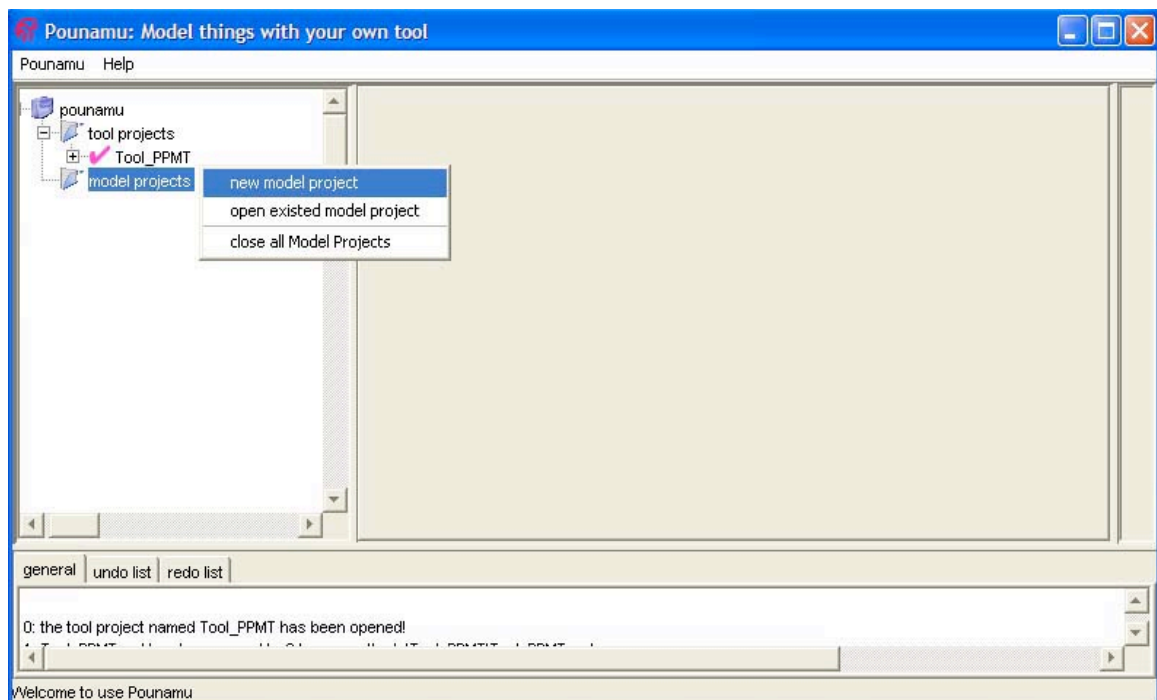 Pounamu: Model things with your own tool
Pounamu Help
pounamu
tool projects
Tool_PPMT
model projects
new model project
open existed model project
close all Model Projects
general undo list redo list
0: the tool project named Tool_PPMT has been opened!
Welcome to use Pounamu